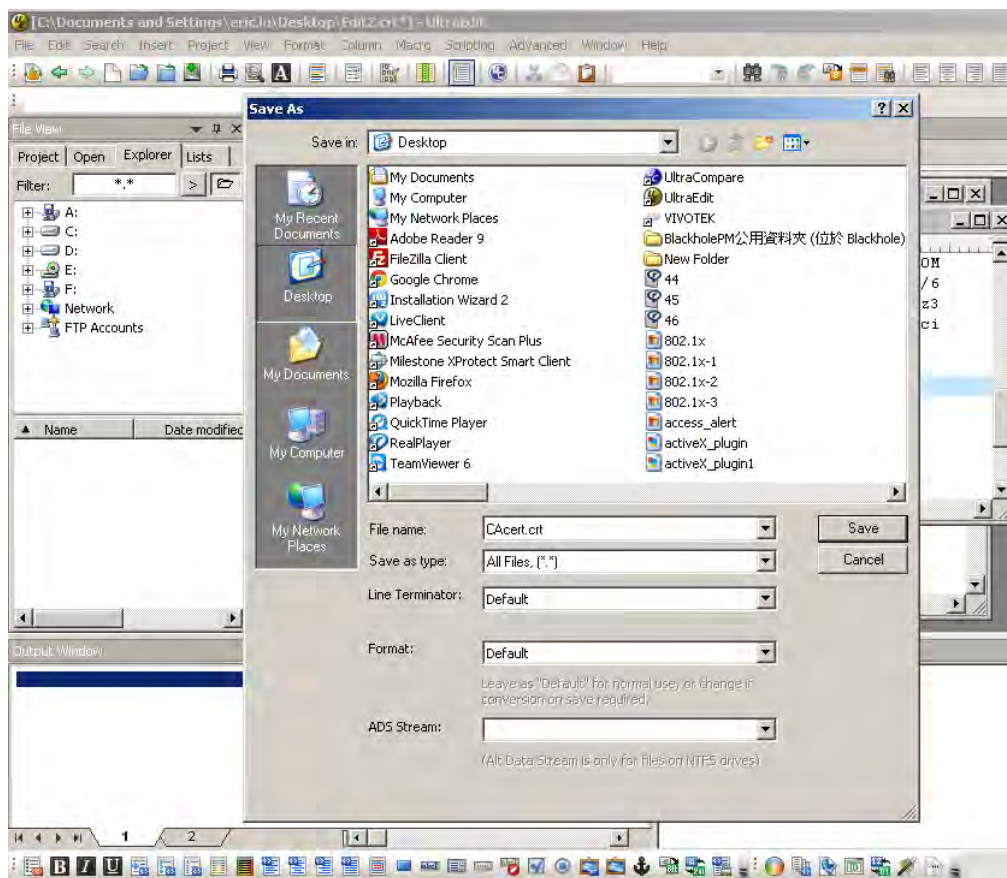 [C:\Documents and Settings\eric.lo\Desktop\Edit2.crt*] - UltraEdit
File Edit Search Insert Project View Format Column Macro Scripting Advanced Window Help
Save As
File View
Save in:
Desktop
Project Open Explorer Lists
Filter:
*.*
>
A:
C:
D:
E:
F:
Network
FTP Accounts
Name Date modified
My Recent Documents
Desktop
My Documents
My Computer
My Network Places
My Documents
My Computer
My Network Places
Adobe Reader 9
FileZilla Client
Google Chrome
Installation Wizard 2
LiveClient
McAfee Security Scan Plus
Milestone XProtect Smart Client
Mozilla Firefox
Playback
QuickTime Player
RealPlayer
TeamViewer 6
UltraCompare
UltraEdit
VIVOTEK
BlackholePM公用資料夾 (位於 Blackhole)
New Folder
44
45
46
802.1x
802.1x-1
802.1x-2
802.1x-3
access_alert
activeX_plugin
activeX_plugin1
OM
/6
z3
ci
File name:
CAcert.crt
Save
Save as type:
All Files, (*.*)
Cancel
Line Terminator:
Default
Format:
Default
Leave as "Default" for normal use, or change if
conversion on save required)
ADS Stream:
(Alt Data Stream is only for files on NTFS drives)
Output Window
1 2
B I U